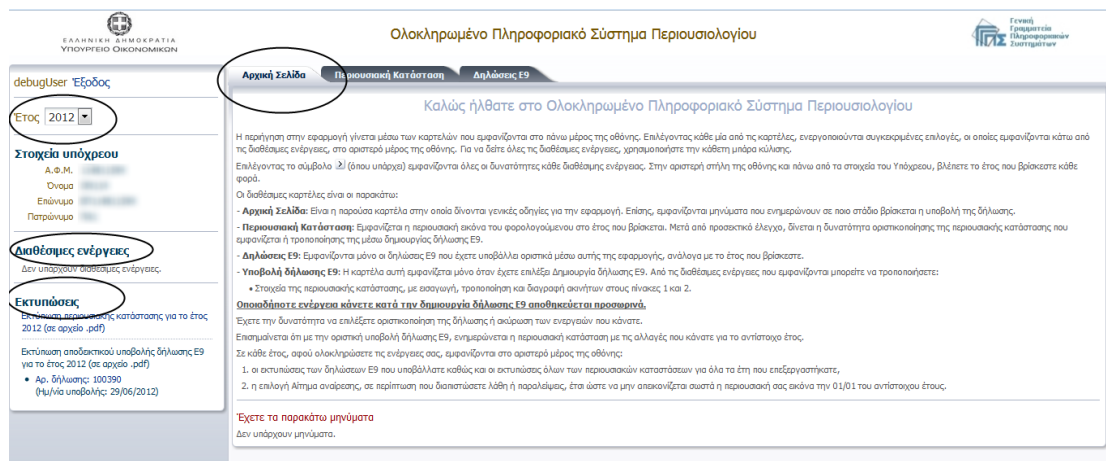 ΕΛΛΗΝΙΚΗ ΔΗΜΟΚΡΑΤΙΑ
ΥΠΟΥΡΓΕΙΟ ΟΙΚΟΝΟΜΙΚΩΝ
Ολοκληρωμένο Πληροφοριακό Σύστημα Περιουσιολογίου
Γενική
Γραμματεία
Πληροφοριακών
Συστημάτων
ΓΓΠΣ
debugUser Έξοδος
Έτος 2012
Στοιχεία υπόχρεου
Α.Φ.Μ.
Όνομα
Επώνυμο
Πατρώνυμο
Διαθέσιμες ενέργειες
Δεν υπάρχουν διαθέσιμες ενέργειες.
Εκτυπώσεις
Εκτύπωση περιουσιακής κατάστασης για το έτος
2012 (σε αρχείο .pdf)
Εκτύπωση αποδεικτικού υποβολής δήλωσης Ε9
για το έτος 2012 (σε αρχείο .pdf)
• Αρ. δήλωσης: 100390
(Ημ/νία υποβολής: 29/06/2012)
Αρχική Σελίδα Περιουσιακή Κατάσταση Δηλώσεις Ε9
Καλώς ήλθατε στο Ολοκληρωμένο Πληροφοριακό Σύστημα Περιουσιολογίου
Η περιήγηση στην εφαρμογή γίνεται μέσω των καρτελών που εμφανίζονται στο πάνω μέρος της οθόνης. Επιλέγοντας κάθε μία από τις καρτέλες, ενεργοποιούνται συγκεκριμένες επιλογές, οι οποίες εμφανίζονται κάτω από
τις διαθέσιμες ενέργειες, στο αριστερό μέρος της οθόνης. Για να δείτε όλες τις διαθέσιμες ενέργειες, χρησιμοποιήστε την κάθετη μπάρα κύλισης.
Επιλέγοντας το σύμβολο (όπου υπάρχει) εμφανίζονται όλες οι δυνατότητες κάθε διαθέσιμης ενέργειας. Στην αριστερή στήλη της οθόνης και πάνω από τα στοιχεία του Υπόχρεου, βλέπετε το έτος που βρίσκεστε κάθε
φορά.
Οι διαθέσιμες καρτέλες είναι οι παρακάτω:
- Αρχική Σελίδα: Είναι η παρούσα καρτέλα στην οποία δίνονται γενικές οδηγίες για την εφαρμογή. Επίσης, εμφανίζονται μηνύματα που ενημερώνουν σε ποιο στάδιο βρίσκεται η υποβολή της δήλωσης.
- Περιουσιακή Κατάσταση: Εμφανίζεται η περιουσιακή εικόνα του φορολογούμενου στο έτος που βρίσκεται. Μετά από προσεκτικό έλεγχο, δίνεται η δυνατότητα οριστικοποίησης της περιουσιακής κατάστασης που
εμφανίζεται ή τροποποίησης της μέσω δημιουργίας δήλωσης Ε9.
- Δηλώσεις Ε9: Εμφανίζονται μόνο οι δηλώσεις Ε9 που έχετε υποβάλλει οριστικά μέσω αυτής της εφαρμογής, ανάλογα με το έτος που βρίσκεστε.
- Υποβολή δήλωσης Ε9: Η καρτέλα αυτή εμφανίζεται μόνο όταν έχετε επιλέξει Δημιουργία δήλωσης Ε9. Από τις διαθέσιμες ενέργειες που εμφανίζονται μπορείτε να τροποποιήσετε:
• Στοιχεία της περιουσιακής κατάστασης, με εισαγωγή, τροποποίηση και διαγραφή ακινήτων στους πίνακες 1 και 2.
Οποιαδήποτε ενέργεια κάνετε κατά την δημιουργία δήλωσης Ε9 αποθηκεύεται προσωρινά.
Έχετε την δυνατότητα να επιλέξετε οριστικοποίηση της δήλωσης ή ακύρωση των ενεργειών που κάνατε.
Επισημαίνεται ότι με την οριστική υποβολή δήλωσης Ε9, ενημερώνεται η περιουσιακή κατάσταση με τις αλλαγές που κάνατε για το αντίστοιχο έτος.
Σε κάθε έτος, αφού ολοκληρώσετε τις ενέργειες σας, εμφανίζονται στο αριστερό μέρος της οθόνης:
1. οι εκτυπώσεις των δηλώσεων Ε9 που υποβάλλατε καθώς και οι εκτυπώσεις όλων των περιουσιακών καταστάσεων για όλα τα έτη που επεξεργαστήκατε,
2. η επιλογή Αίτημα αναίρεσης, σε περίπτωση που διαπιστώσετε λάθη ή παραλείψεις, έτσι ώστε να μην απεικονίζεται σωστά η περιουσιακή σας εικόνα την 01/01 του αντίστοιχου έτους.
Έχετε τα παρακάτω μηνύματα
Δεν υπάρχουν μηνύματα.